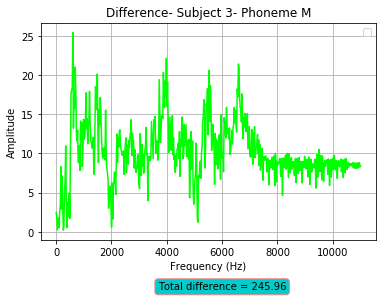 Difference- Subject 3- Phoneme M
25
20
15
10
5
0
Amplitude
0 2000 4000 6000 8000 10000
Frequency (Hz)
Total difference = 245.96